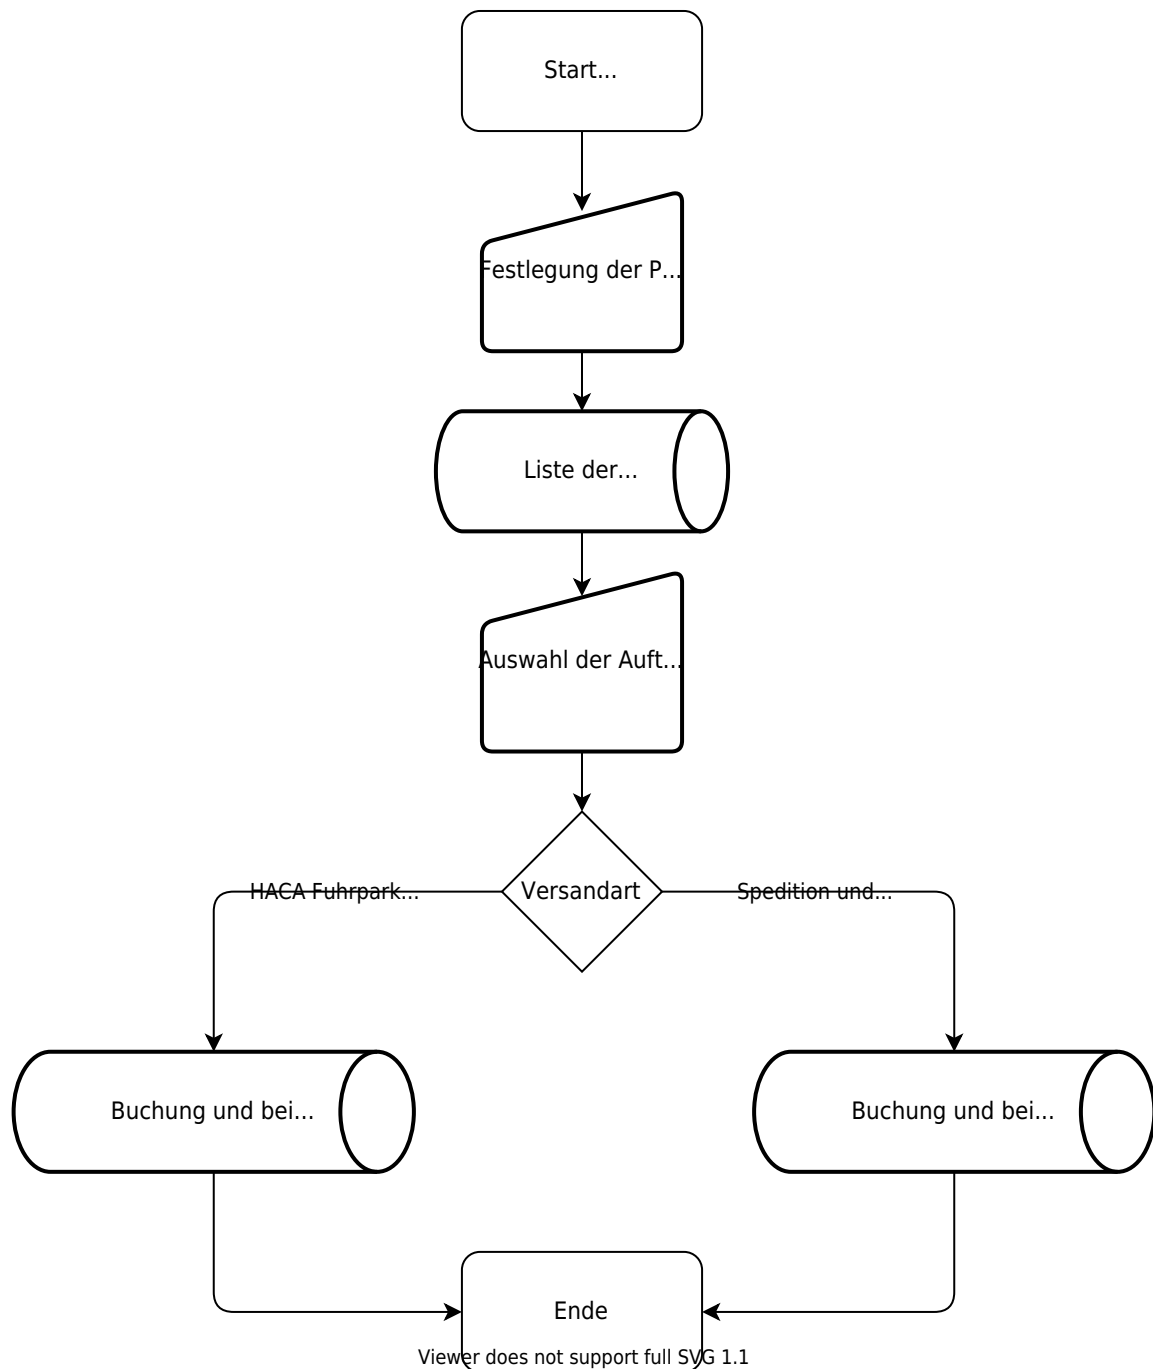 Start...
Festlegung der P...
Liste der...
Auswahl der Auft...
Versandart
HACA Fuhrpark...
Spedition und...
Buchung und bei...
Buchung und bei...
Ende
Viewer does not support full SVG 1.1